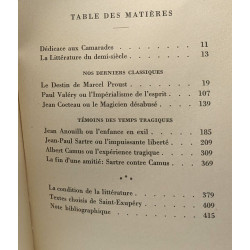 TABLE DES MATIÈRES
Dédicace aux Camarades . . . . . . . . 11
La Littérature du demi-siècle . . . . . . . 13
NOS DERNIERS CLASSIQUES
Le Destin de Marcel Proust . . . . . . . 19
Paul Valéry ou l'Impérialisme de l'esprit . . . 107
Jean Cocteau ou le Magicien désabusé . . . . 139
TÉMOINS DES TEMPS TRAGIQUES
Jean Anouilh ou l'enfance en exil . . . . . 185
Jean-Paul Sartre ou l'impuissante liberté . . . 209
Albert Camus ou l'expérience tragique . . . . 285
La fin d'une amitié: Sartre contre Camus . . . 369
La condition de la littérature . . . . . . 379
Textes choisis de Saint-Exupéry . . . . . . 409
Note bibliographique . . . . . . . . 415